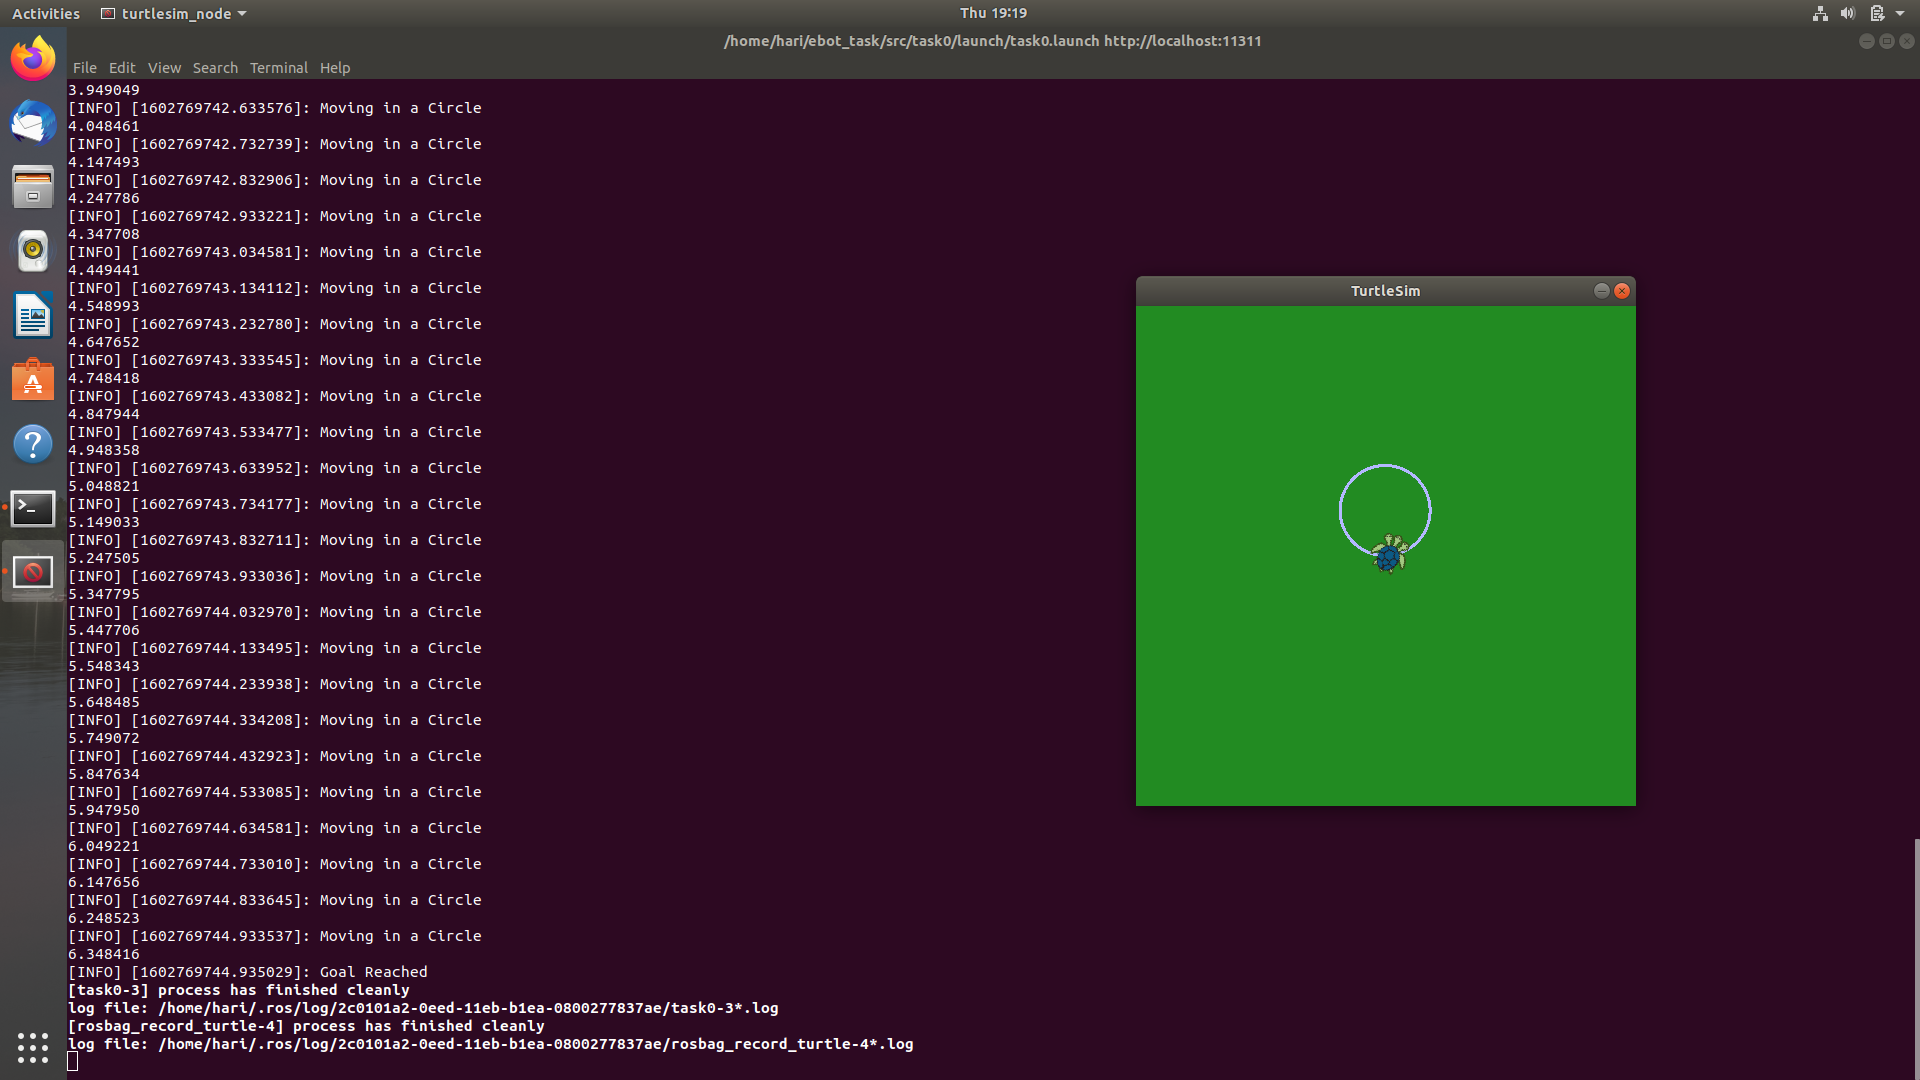 Activities
turtlesim_node
Thu 19:19
/home/hari/ebot_task/src/task0/launch/task0.launch http://localhost:11311
File Edit View Search Terminal Help
3.949049
[INFO] [1602769742.633576]: Moving in a Circle
4.048461
[INFO] [1602769742.732739]: Moving in a Circle
4.147493
[INFO] [1602769742.832906]: Moving in a Circle
4.247786
[INFO] [1602769742.933221]: Moving in a Circle
4.347708
[INFO] [1602769743.034581]: Moving in a Circle
4.449441
[INFO] [1602769743.134112]: Moving in a Circle
4.548993
[INFO] [1602769743.232780]: Moving in a Circle
4.647652
[INFO] [1602769743.333545]: Moving in a Circle
4.748418
[INFO] [1602769743.433082]: Moving in a Circle
4.847944
[INFO] [1602769743.533477]: Moving in a Circle
4.948358
[INFO] [1602769743.633952]: Moving in a Circle
5.048821
[INFO] [1602769743.734177]: Moving in a Circle
5.149033
[INFO] [1602769743.832711]: Moving in a Circle
5.247505
[INFO] [1602769743.933036]: Moving in a Circle
5.347795
[INFO] [1602769744.032970]: Moving in a Circle
5.447706
[INFO] [1602769744.133495]: Moving in a Circle
5.548343
[INFO] [1602769744.233938]: Moving in a Circle
5.648485
[INFO] [1602769744.334208]: Moving in a Circle
5.749072
[INFO] [1602769744.432923]: Moving in a Circle
5.847634
[INFO] [1602769744.533085]: Moving in a Circle
5.947950
[INFO] [1602769744.634581]: Moving in a Circle
6.049221
[INFO] [1602769744.733010]: Moving in a Circle
6.147656
[INFO] [1602769744.833645]: Moving in a Circle
6.248523
[INFO] [1602769744.933537]: Moving in a Circle
6.348416
[INFO] [1602769744.935029]: Goal Reached
[task0-3] process has finished cleanly
log file: /home/hari/.ros/log/2c0101a2-0eed-11eb-b1ea-0800277837ae/task0-3*.log
[rosbag_record_turtle-4] process has finished cleanly
log file: /home/hari/.ros/log/2c0101a2-0eed-11eb-b1ea-0800277837ae/rosbag_record_turtle-4*.log
TurtleSim